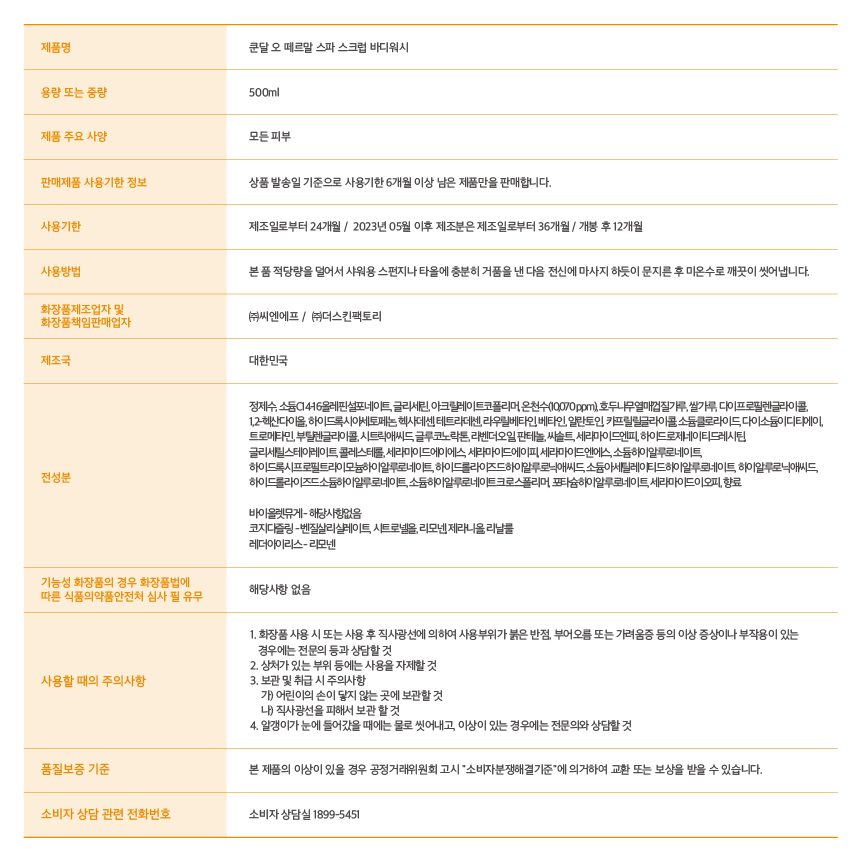 제품명
쿤달 오 떼르말 스파 스크럽 바디워시
용량 또는 중량
500ml
제품 주요 사양
모든 피부
판매제품 사용기한 정보
상품 발송일 기준으로 사용기한 6개월 이상 남은 제품만을 판매합니다.
사용기한
제조일로부터 24개월 / 2023년 05월 이후 제조분은 제조일로부터 36개월 / 개봉 후 12개월
사용방법
본 품 적당량을 덜어서 샤워용 스펀지나 타올에 충분히 거품을 낸 다음 전신에 마사지 하듯이 문지른 후 미온수로 깨끗이 씻어냅니다.
화장품제조업자 및
화장품책임판매업자
㈜씨엔에프 / ㈜더스킨팩토리
제조국
대한민국
전성분
정제수, 소듐C14-16올레핀설포네이트, 글리세린, 아크릴레이트코폴리머, 온천수(10,070 ppm), 호두나무열매껍질가루, 쌀가루, 다이프로필렌글라이콜,
1,2-헥산다이올, 하이드록시아세토페논, 헥사데센, 테트라데센, 라우릴베타인, 베타인, 알란토인, 카프릴릴글라이콜, 소듐클로라이드, 다이소듐이디티에이,
트로메타민, 부틸렌글라이콜, 시트릭애씨드, 글루코노락톤, 라벤더오일, 판테놀, 씨솔트, 세라마이드엔피, 하이드로제네이티드레시틴,
글리세릴스테아레이트, 콜레스테롤, 세라마이드에이에스, 세라마이드에이피, 세라마이드엔에스, 소듐하이알루로네이트,
하이드록시프로필트라이모늄하이알루로네이트, 하이드롤라이즈드하이알루로닉애씨드, 소듐아세틸레이티드하이알루로네이트, 하이알루로닉애씨드,
하이드롤라이즈드소듐하이알루로네이트, 소듐하이알루로네이트크로스폴리머, 포타슘하이알루로네이트, 세라마이드이오피, 향료
바이올렛뮤게 - 해당사항없음
코지다즐링 - 벤질살리실레이트, 시트로넬올, 리모넨, 제라니올, 리날룰
레더아이리스 - 리모넨
기능성 화장품의 경우 화장품법에
따른 식품의약품안전처 심사 필 유무
해당사항 없음
사용할 때의 주의사항
1. 화장품 사용 시 또는 사용 후 직사광선에 의하여 사용부위가 붉은 반점, 부어오름 또는 가려움증 등의 이상 증상이나 부작용이 있는
경우에는 전문의 등과 상담할 것
2. 상처가 있는 부위 등에는 사용을 자제할 것
3. 보관 및 취급 시 주의사항
가) 어린이의 손이 닿지 않는 곳에 보관할 것
나) 직사광선을 피해서 보관 할 것
4. 알갱이가 눈에 들어갔을 때에는 물로 씻어내고, 이상이 있는 경우에는 전문의와 상담할 것
품질보증 기준
본 제품의 이상이 있을 경우 공정거래위원회 고시 "소비자분쟁해결기준"에 의거하여 교환 또는 보상을 받을 수 있습니다.
소비자 상담 관련 전화번호
소비자 상담실 1899-5451